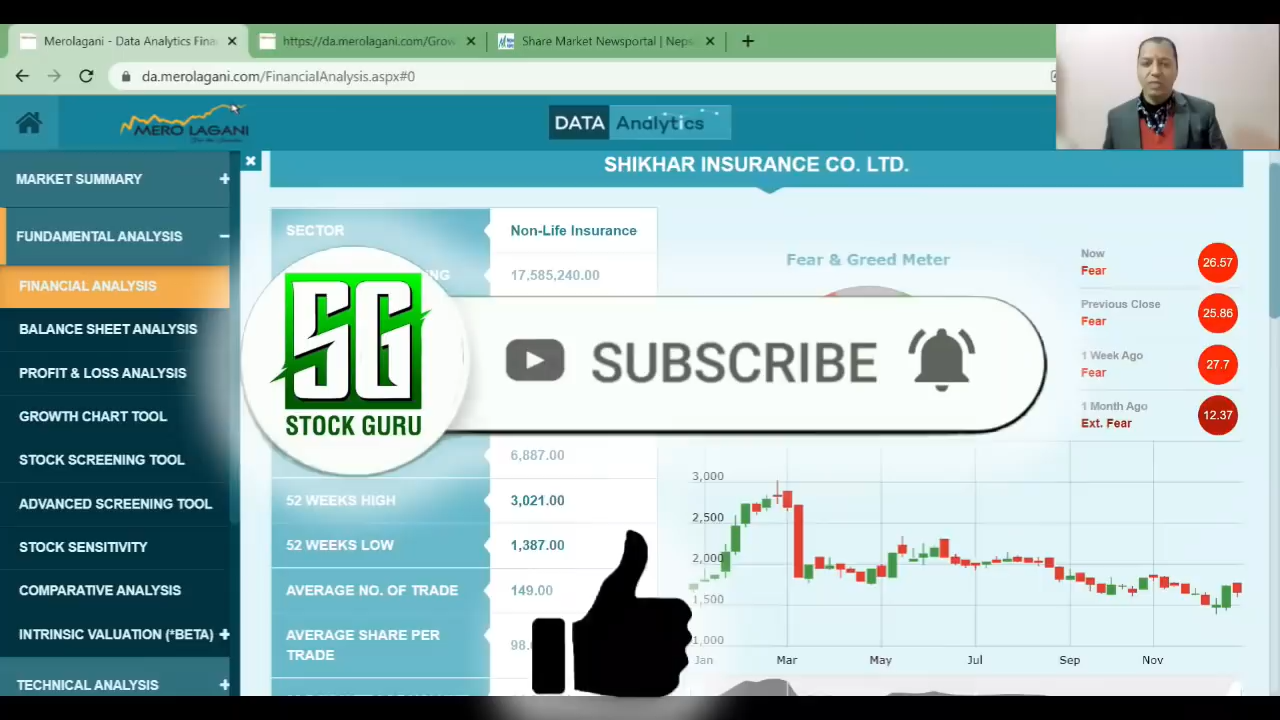 Merolagani - Data Analytics Fina
https://da.merolagani.com/Grow
Share Market Newsportal | Neps
da.merolagani.com/FinancialAnalysis.aspx#0
MERO LAGANI
DATA Analytics
MARKET SUMMARY
FUNDAMENTAL ANALYSIS
FINANCIAL ANALYSIS
BALANCE SHEET ANALYSIS
PROFIT & LOSS ANALYSIS
GROWTH CHART TOOL
STOCK SCREENING TOOL
ADVANCED SCREENING TOOL
STOCK SENSITIVITY
COMPARATIVE ANALYSIS
INTRINSIC VALUATION (*BETA)
TECHNICAL ANALYSIS
SHIKHAR INSURANCE CO. LTD.
SECTOR
Non-Life Insurance
17,585,240.00
SG
STOCK GURU
SUBSCRIBE
6,887.00
52 WEEKS HIGH
3,021.00
52 WEEKS LOW
1,387.00
AVERAGE NO. OF TRADE
149.00
AVERAGE SHARE PER
TRADE
98.
Fear & Greed Meter
Now
Fear
26.57
Previous Close
Fear
25.86
1 Week Ago
Fear
27.7
1 Month Ago
Ext. Fear
12.37
3,000
2,500
2,000
1,500
1,000
Jan
Mar
May
Jul
Sep
Nov